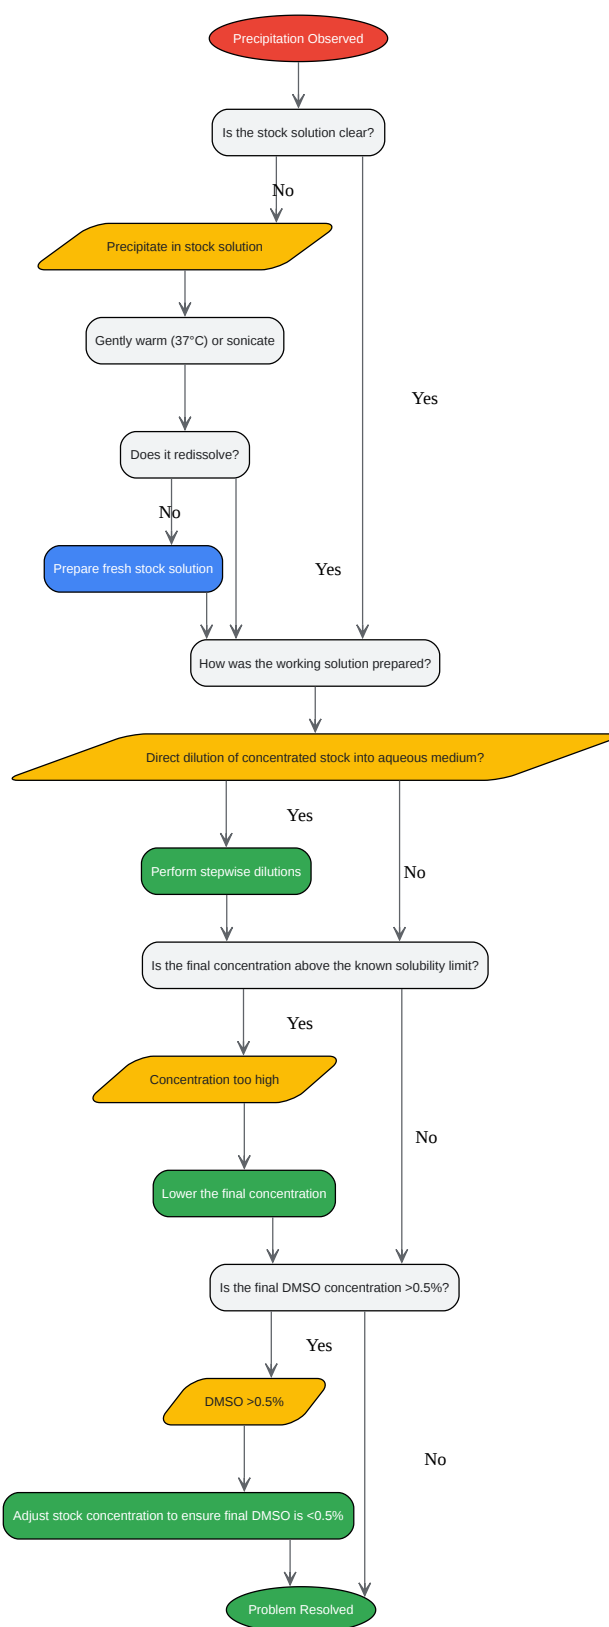 Precipitation Observed
Is the stock solution clear?
No
Precipitate in stock solution
Gently warm (37°C) or sonicate
Yes
Does it redissolve?
No
Prepare fresh stock solution
Yes
How was the working solution prepared?
Direct dilution of concentrated stock into aqueous medium?
Yes
Perform stepwise dilutions
No
Is the final concentration above the known solubility limit?
Yes
Concentration too high
No
Lower the final concentration
Is the final DMSO concentration >0.5%?
Yes
DMSO >0.5%
No
Adjust stock concentration to ensure final DMSO is <0.5%
Problem Resolved